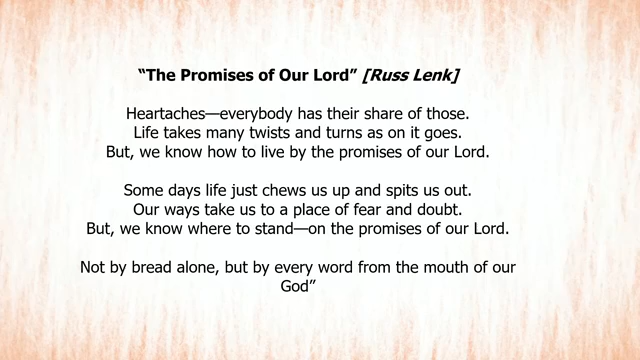 “The Promises of Our Lord” [Russ Lenk]
Heartaches—everybody has their share of those.
Life takes many twists and turns as on it goes.
But, we know how to live by the promises of our Lord.
Some days life just chews us up and spits us out.
Our ways take us to a place of fear and doubt.
But, we know where to stand—on the promises of our Lord.
Not by bread alone, but by every word from the mouth of our
God”